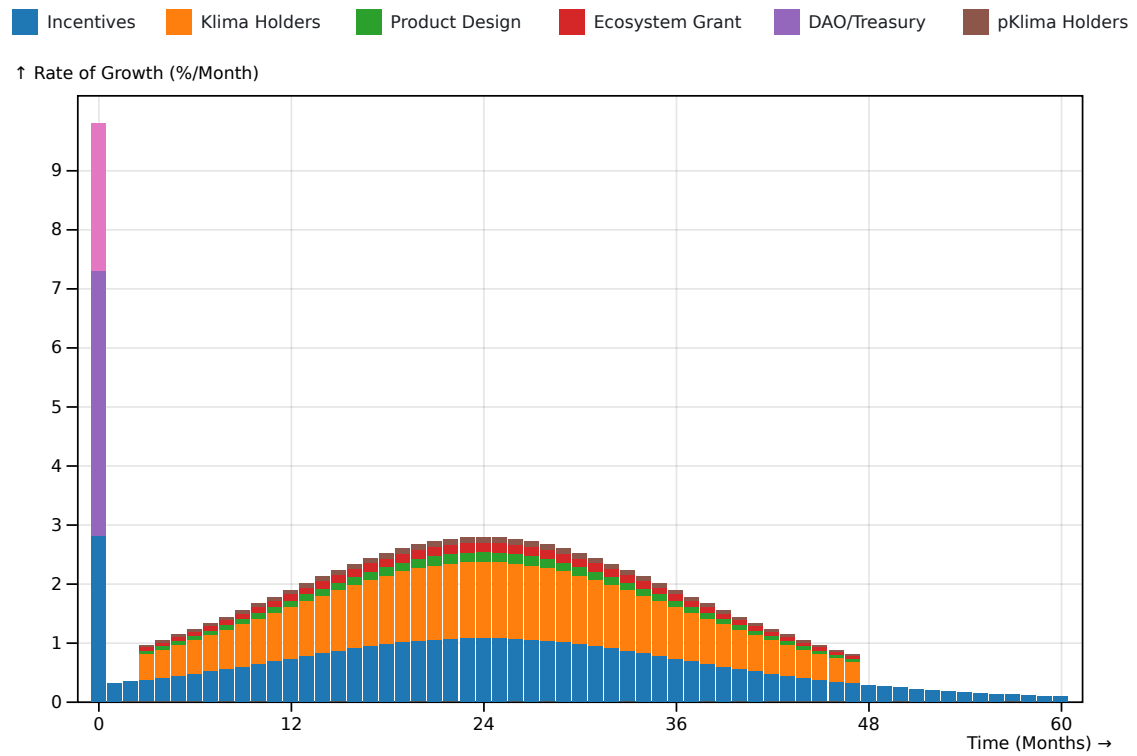 Incentives Klima Holders Product Design Ecosystem Grant DAO/Treasury pKlima Holders
↑ Rate of Growth (%/Month)
9
8
7
6
5
4
3
2
1
0
0 12 24 36 48 60
Time (Months) →